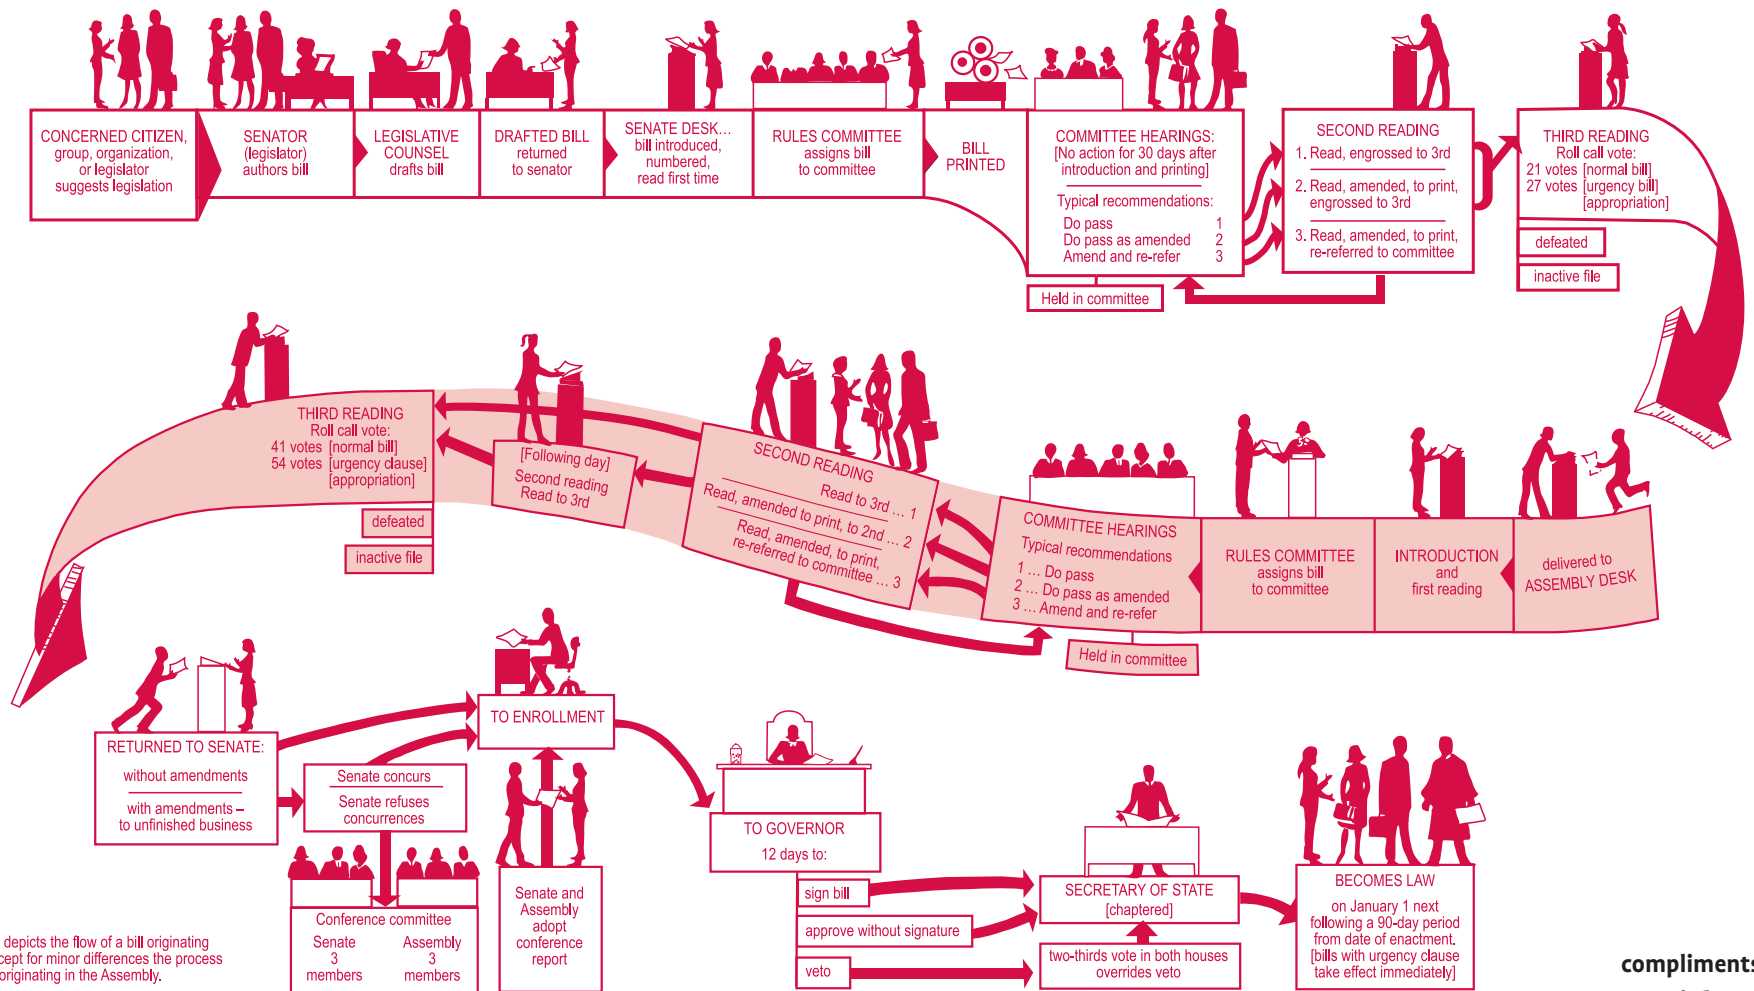 CONCERNED CITIZEN,
group, organization,
or legislator
suggests legislation
SENATOR
(legislator)
authors bill
LEGISLATIVE
COUNSEL
drafts bill
DRAFTED BILL
returned
to senator
SENATE DESK...
bill introduced,
numbered,
read first time
RULES COMMITTEE
assigns bill
to committee
BILL
PRINTED
COMMITTEE HEARINGS:
[No action for 30 days after
introduction and printing]
Typical recommendations:
Do pass 1
Do pass as amended 2
Amend and re-refer 3
Held in committee
SECOND READING
1. Read, engrossed to 3rd
2. Read, amended, to print,
engrossed to 3rd
3. Read, amended, to print,
re-referred to committee
THIRD READING
Roll call vote:
21 votes [normal bill]
27 votes [urgency bill]
[appropriation]
defeated
inactive file
delivered to
ASSEMBLY DESK
INTRODUCTION
and
first reading
RULES COMMITTEE
assigns bill
to committee
COMMITTEE HEARINGS
Typical recommendations
1 ... Do pass
2 ... Do pass as amended
3 ... Amend and re-refer
Held in committee
SECOND READING
Read to 3rd ... 1
Read, amended to print, to 2nd ... 2
Read, amended, to print,
re-referred to committee ... 3
[Following day]
Second reading
Read to 3rd
THIRD READING
Roll call vote:
41 votes [normal bill]
54 votes [urgency clause]
[appropriation]
defeated
inactive file
RETURNED TO SENATE:
without amendments
with amendments –
to unfinished business
Senate concurs
Senate refuses
concurrences
Conference committee
Senate Assembly
3 3
members members
Senate and
Assembly
adopt
conference
report
TO ENROLLMENT
TO GOVERNOR
12 days to:
sign bill
approve without signature
veto
SECRETARY OF STATE
[chaptered]
two-thirds vote in both houses
overrides veto
BECOMES LAW
on January 1 next
following a 90-day period
from date of enactment.
[bills with urgency clause
take effect immediately]
depicts the flow of a bill originating
cept for minor differences the process
originating in the Assembly.
compliments